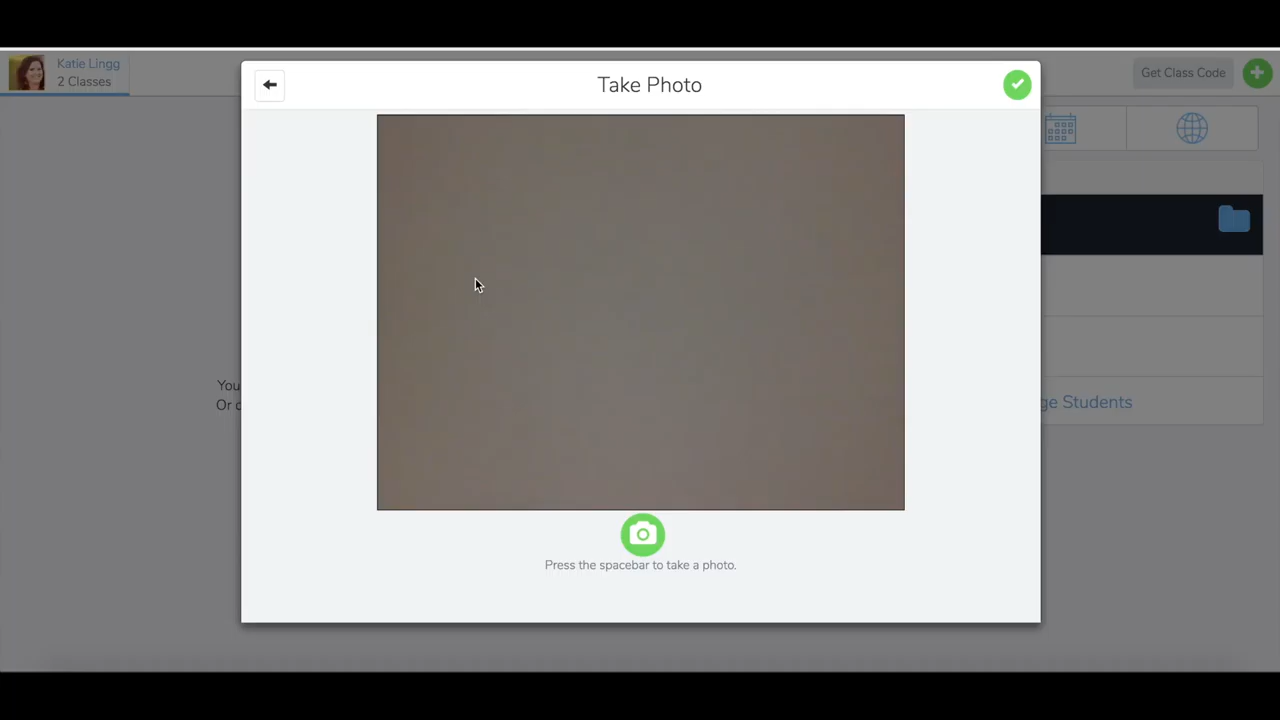 Katie Lingg
2 Classes
Take Photo
Get Class Code
You
Or
ge Students
Press the spacebar to take a photo.